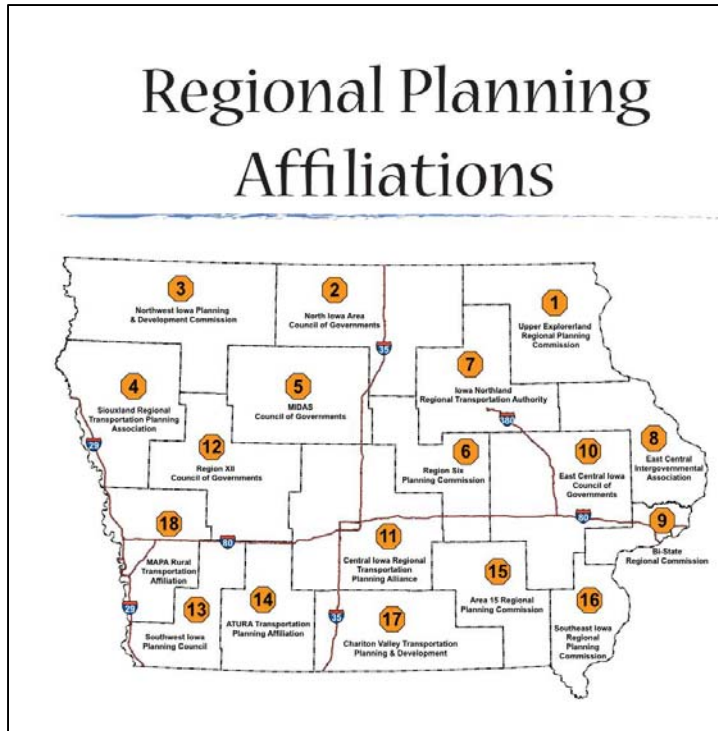 Regional Planning
Affiliations
3
Northwest Iowa Planning
& Development Commission
2
North Iowa Area
Council of Governments
1
Upper Explorerland
Regional Planning
Commission
35
7
Iowa Northland
Regional Transportation Authority
4
Siouxland Regional
Transportation Planning
Association
5
MIDAS
Council of Governments
380
29
12
Region XII
Council of Governments
6
Region Six
Planning Commission
10
East Central Iowa
Council of
Governments
8
East Central
Intergovernmental
Association
18
MAPA Rural
Transportation
Affiliation
80
11
Central Iowa Regional
Transportation
Planning Alliance
80
9
Bi-State
Regional Commission
15
Area 15 Regional
Planning Commission
29
13
Southwest Iowa
Planning Council
14
ATURA Transportation
Planning Affiliation
35
17
Chariton Valley Transportation
Planning & Development
16
Southeast Iowa
Regional
Planning
Commission